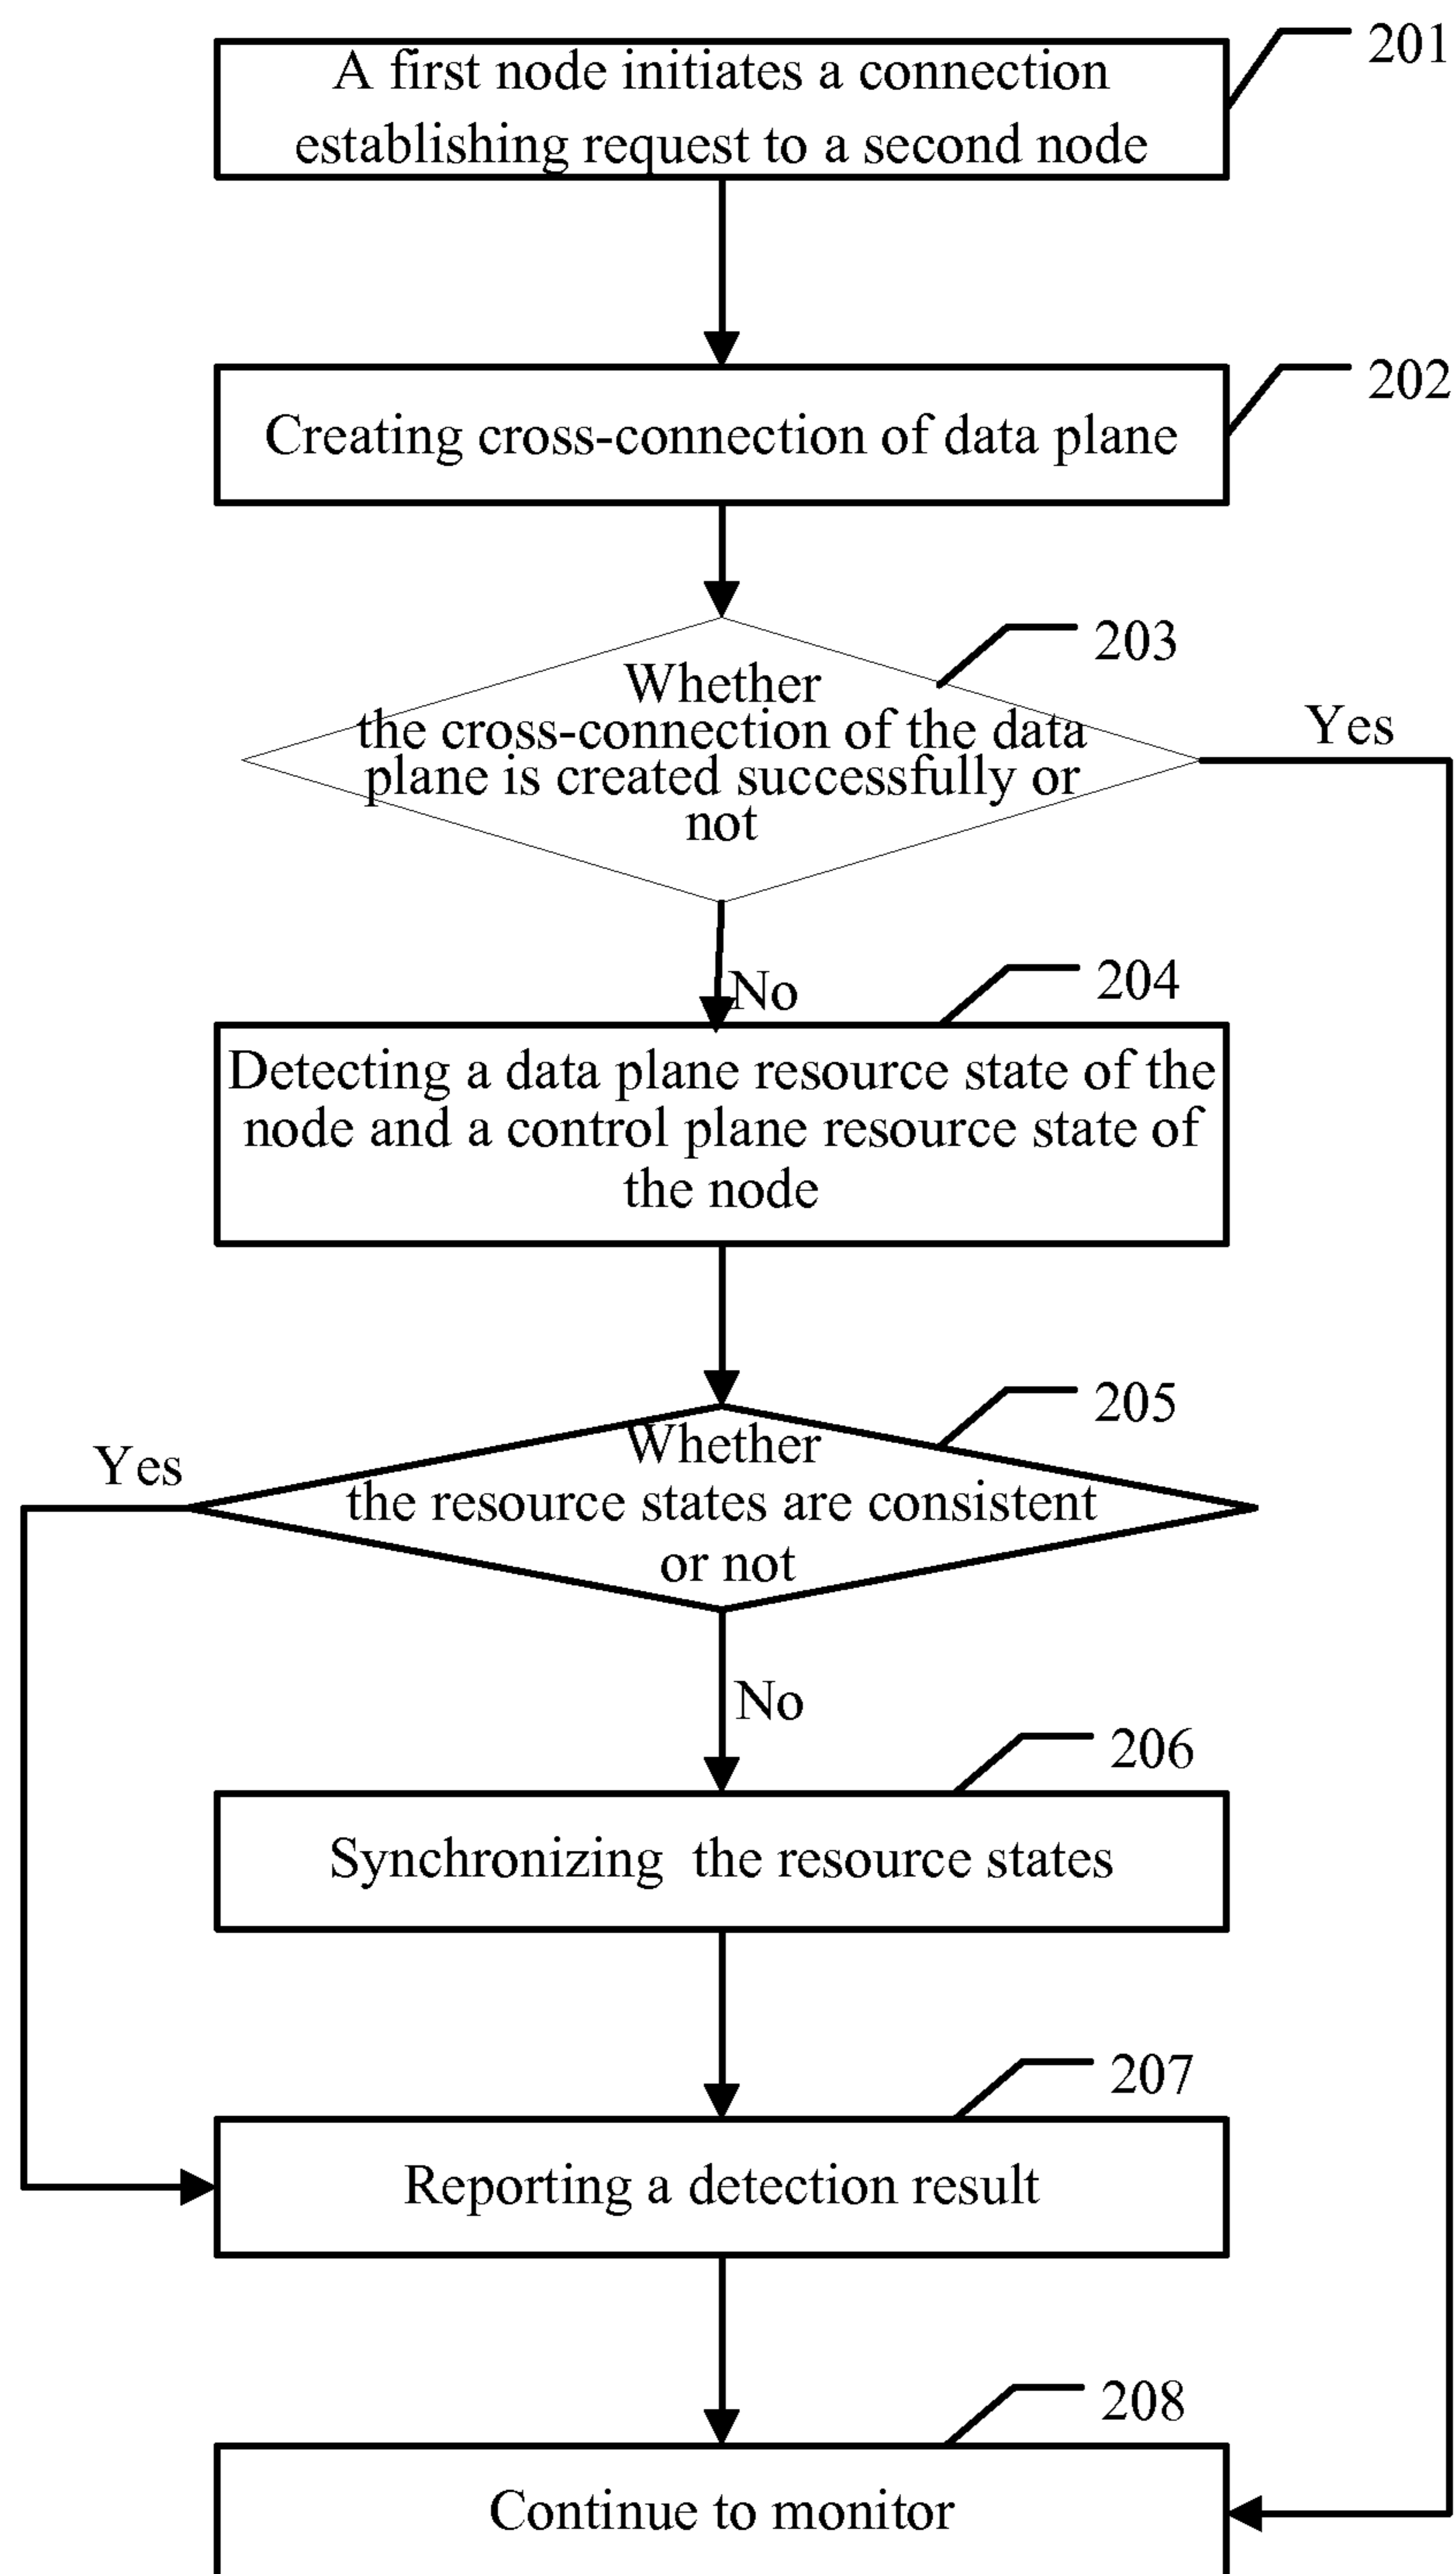 A first node initiates a connection
establishing request to a second node
201
Creating cross-connection of data plane
202
203
Whether
the cross-connection of the data
plane is created successfully or
not
Yes
No
204
Detecting a data plane resource state of the
node and a control plane resource state of
the node
205
Whether
the resource states are consistent
or not
Yes
No
206
Synchronizing the resource states
207
Reporting a detection result
208
Continue to monitor